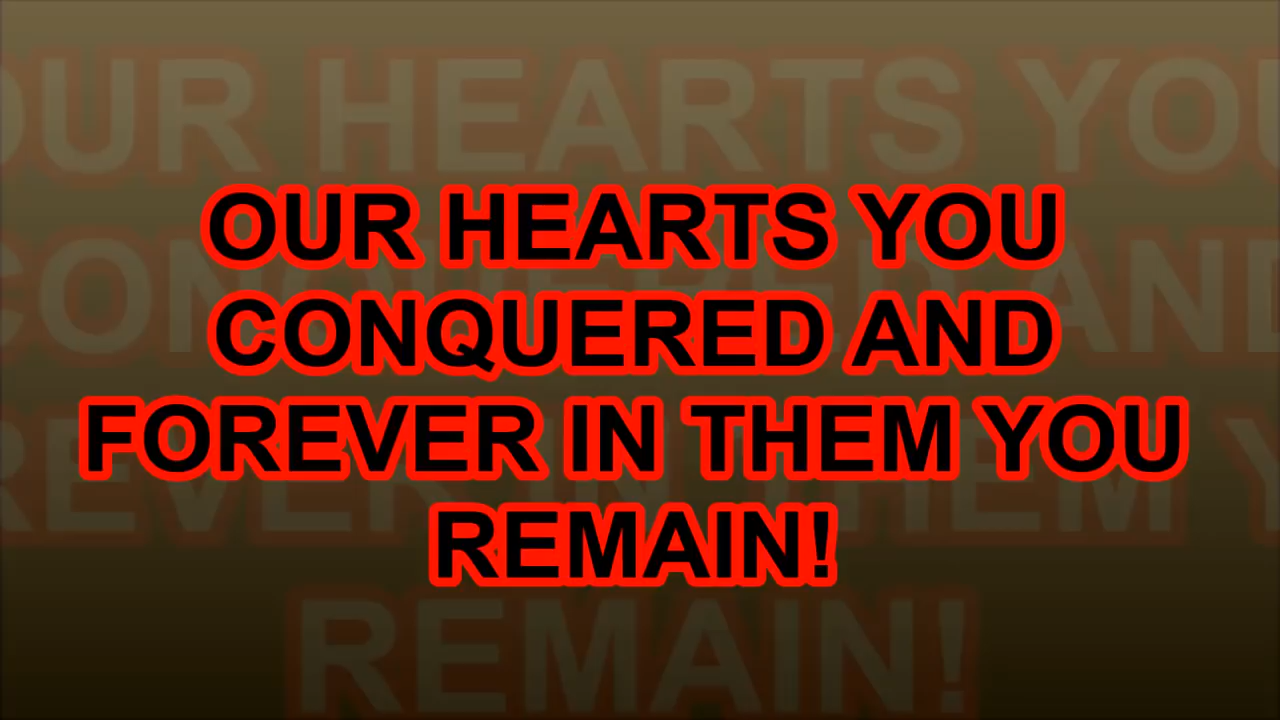 OUR HEARTS YOU
CONQUERED AND
FOREVER IN THEM YOU
REMAIN!